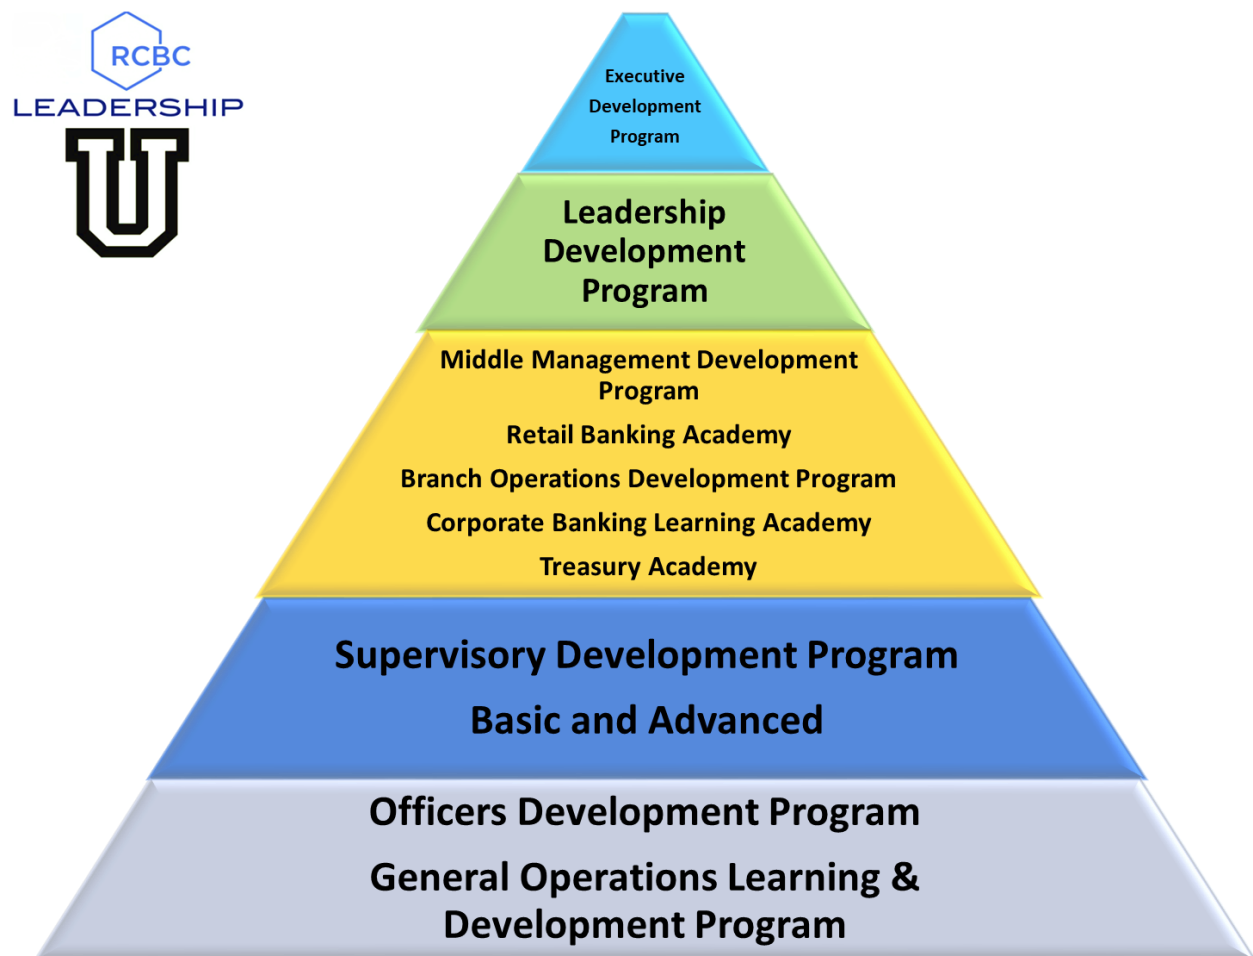 RCBC
LEADERSHIP
U
Executive
Development
Program
Leadership
Development
Program
Middle Management Development
Program
Retail Banking Academy
Branch Operations Development Program
Corporate Banking Learning Academy
Treasury Academy
Supervisory Development Program
Basic and Advanced
Officers Development Program
General Operations Learning &
Development Program